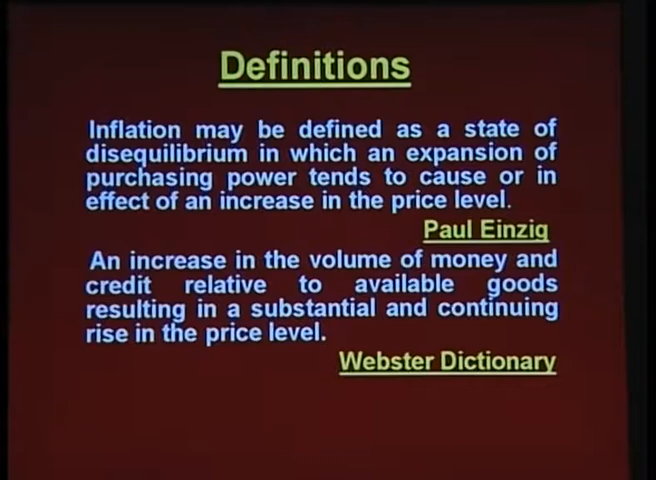 Definitions
Inflation may be defined as a state of
disequilibrium in which an expansion of
purchasing power tends to cause or in
effect of an increase in the price level.
Paul Einzig
An increase in the volume of money and
credit relative to available goods
resulting in a substantial and continuing
rise in the price level.
Webster Dictionary